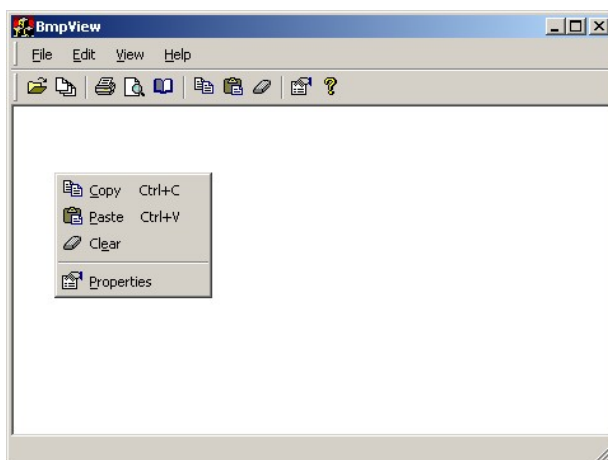 BmpView
File Edit View Help
Copy Ctrl+C
Paste Ctrl+V
Clear
Properties